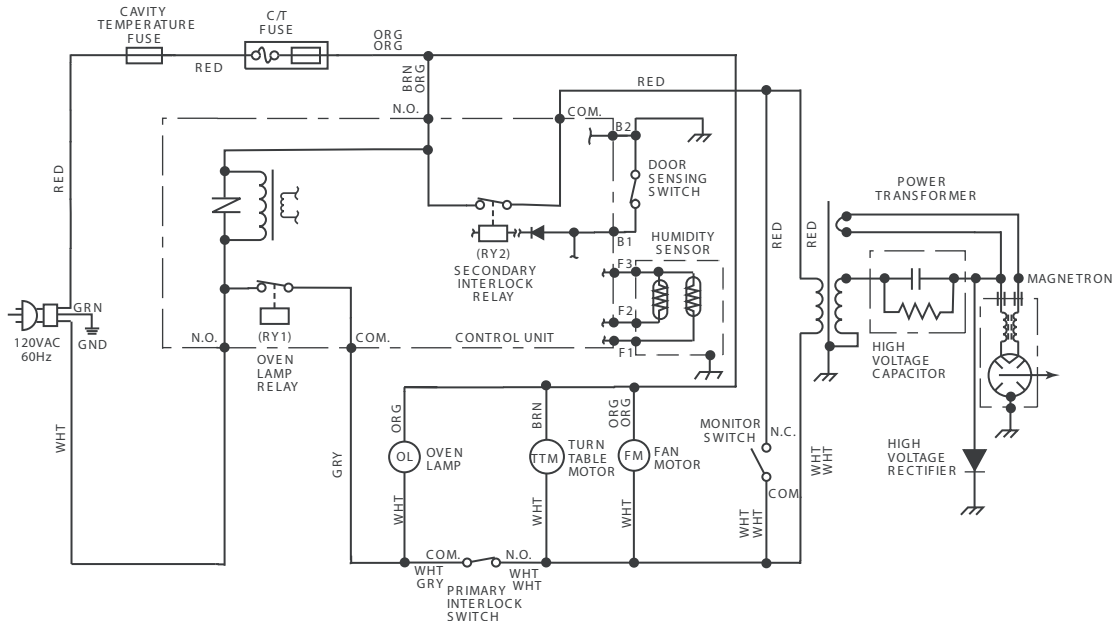 CAVITY
TEMPERATURE
FUSE
C/T
FUSE
ORG
ORG
RED
BRN
ORG
RED
N.O.
COM.
B2
DOOR
SENSING
SWITCH
POWER
TRANSFORMER
RED
RED
RED
(RY2)
B1
HUMIDITY
SENSOR
SECONDARY
INTERLOCK
RELAY
F3
F2
F1
MAGNETRON
GRN
GND
120VAC
60Hz
N.O.
(RY1)
COM.
CONTROL UNIT
OVEN
LAMP
RELAY
HIGH
VOLTAGE
CAPACITOR
WHT
GRY
ORG
OL
OVEN
LAMP
WHT
BRN
TTM
TURN
TABLE
MOTOR
WHT
ORG
ORG
FM
FAN
MOTOR
WHT
MONITOR
SWITCH
N.C.
COM.
WHT
WHT
WHT
WHT
HIGH
VOLTAGE
RECTIFIER
COM.
N.O.
WHT
GRY
WHT
WHT
PRIMARY
INTERLOCK
SWITCH